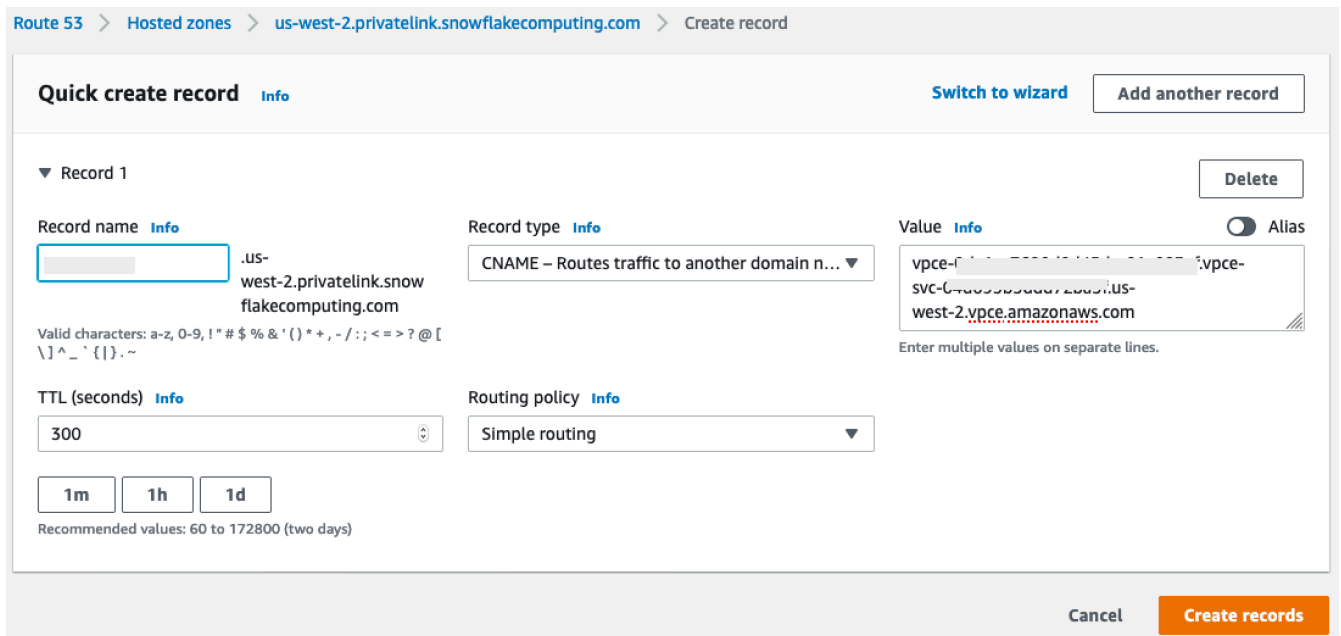 Route 53 > Hosted zones > us-west-2.privatelink.snowflakecomputing.com > Create record
Quick create record Info
Switch to wizard
Add another record
▼ Record 1
Delete
Record name Info
.us-
west-2.privatelink.snow
flakecomputing.com
Valid characters: a-z, 0-9, ! " # $ % & ' ( ) * + , - / : ; < = > ? @ [
\ ] ^ _ ` { | } . ~
Record type Info
CNAME – Routes traffic to another domain n...
Value Info
Alias
vpce- .vpce-
svc- .us-
west-2.vpce.amazonaws.com
Enter multiple values on separate lines.
TTL (seconds) Info
300
1m
1h
1d
Recommended values: 60 to 172800 (two days)
Routing policy Info
Simple routing
Cancel
Create records